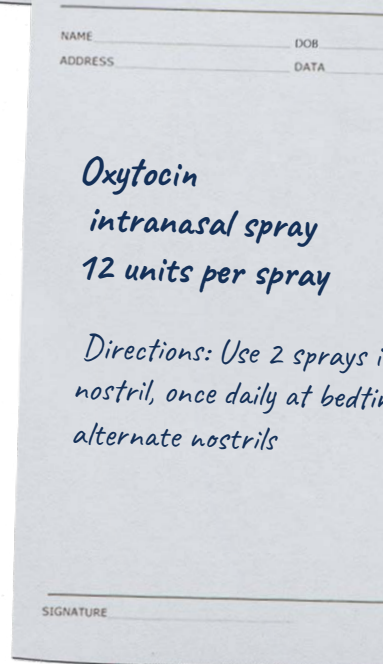 NAME
DOB
ADDRESS
DATA
Oxytocin
intranasal spray
12 units per spray
Directions: Use 2 sprays
nostril, once daily at
alternate nostrils
SIGNATURE